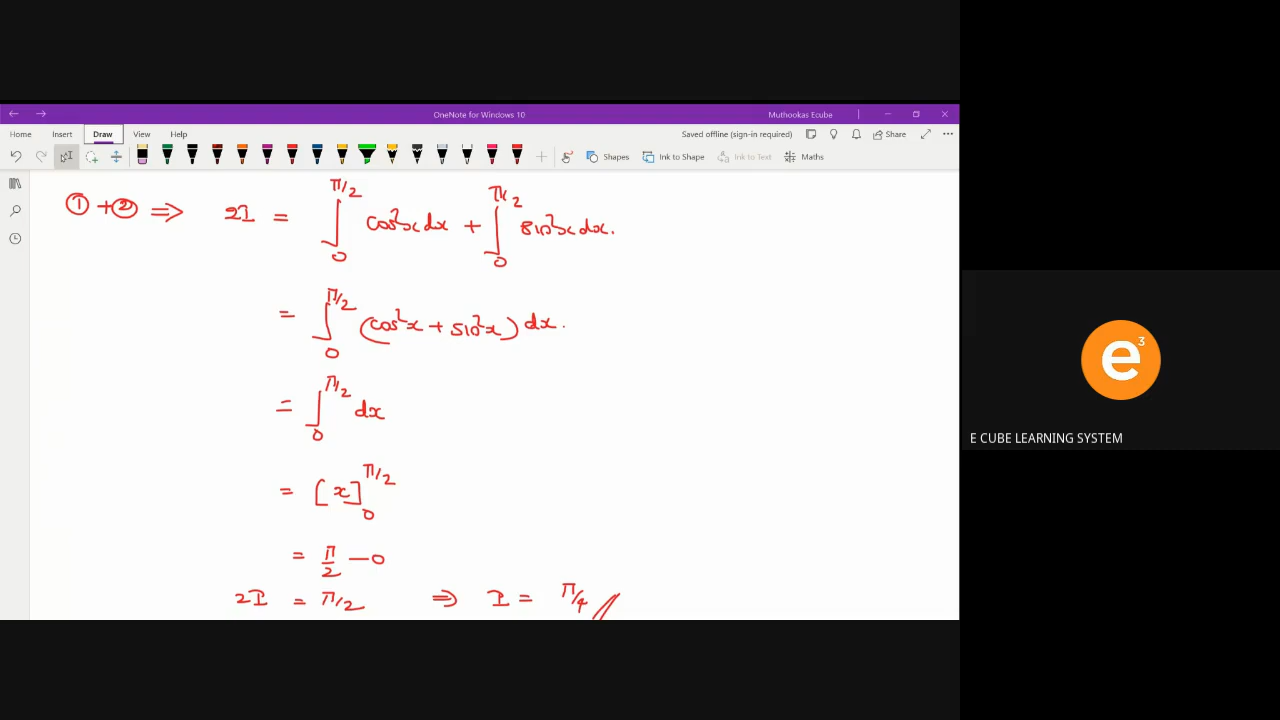 OneNote for Windows 10
Muthookas Ecube
Home Insert Draw View Help
Saved offline (sign-in required)
Share
Shapes
Ink to Shape
Ink to Text
Maths
① + ② ⇒ 2I = ∫₀^π/2 cos²x dx + ∫₀^π/2 sin²x dx.
= ∫₀^π/2 (cos²x + sin²x) dx.
= ∫₀^π/2 dx
= [x]₀^π/2
= π/2 — 0
2I = π/2 ⇒ I = π/4
e³
E CUBE LEARNING SYSTEM